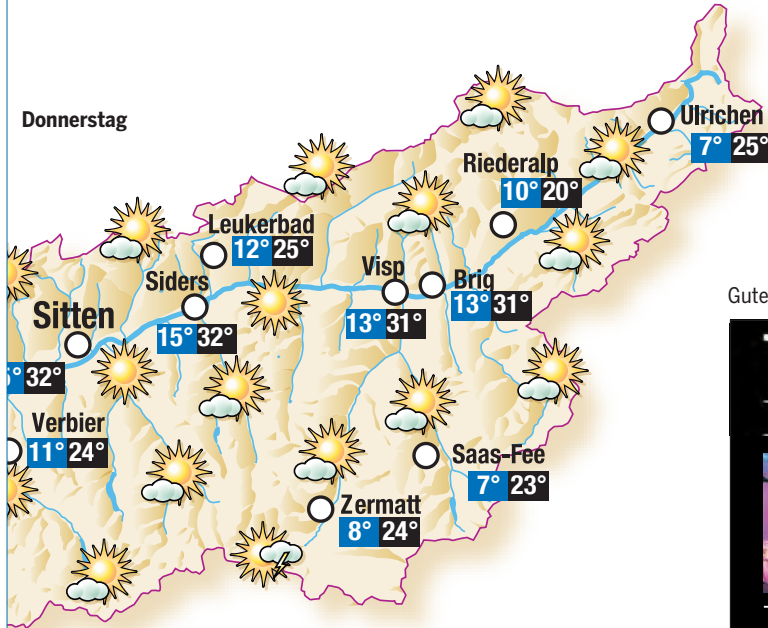 Donnerstag
Ulrichen
7° 25°
Riederalp
10° 20°
Leukerbad
12° 25°
Siders
15° 32°
Visp
13° 31°
Brig
13° 31°
Sitten
32°
Verbier
11° 24°
Saas-Fee
7° 23°
Zermatt
8° 24°
Gute